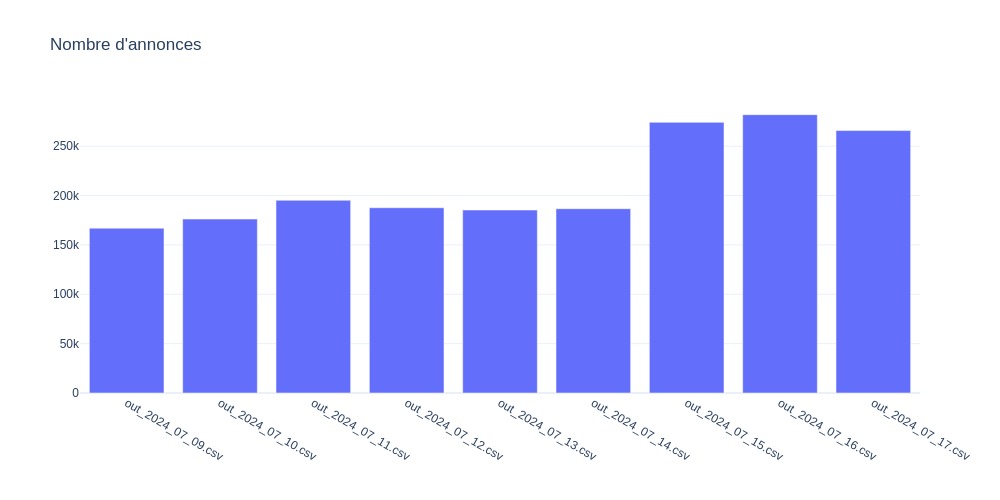 Nombre d'annonces
250k
200k
150k
100k
50k
0
out_2024_07_09.csv
out_2024_07_10.csv
out_2024_07_11.csv
out_2024_07_12.csv
out_2024_07_13.csv
out_2024_07_14.csv
out_2024_07_15.csv
out_2024_07_16.csv
out_2024_07_17.csv